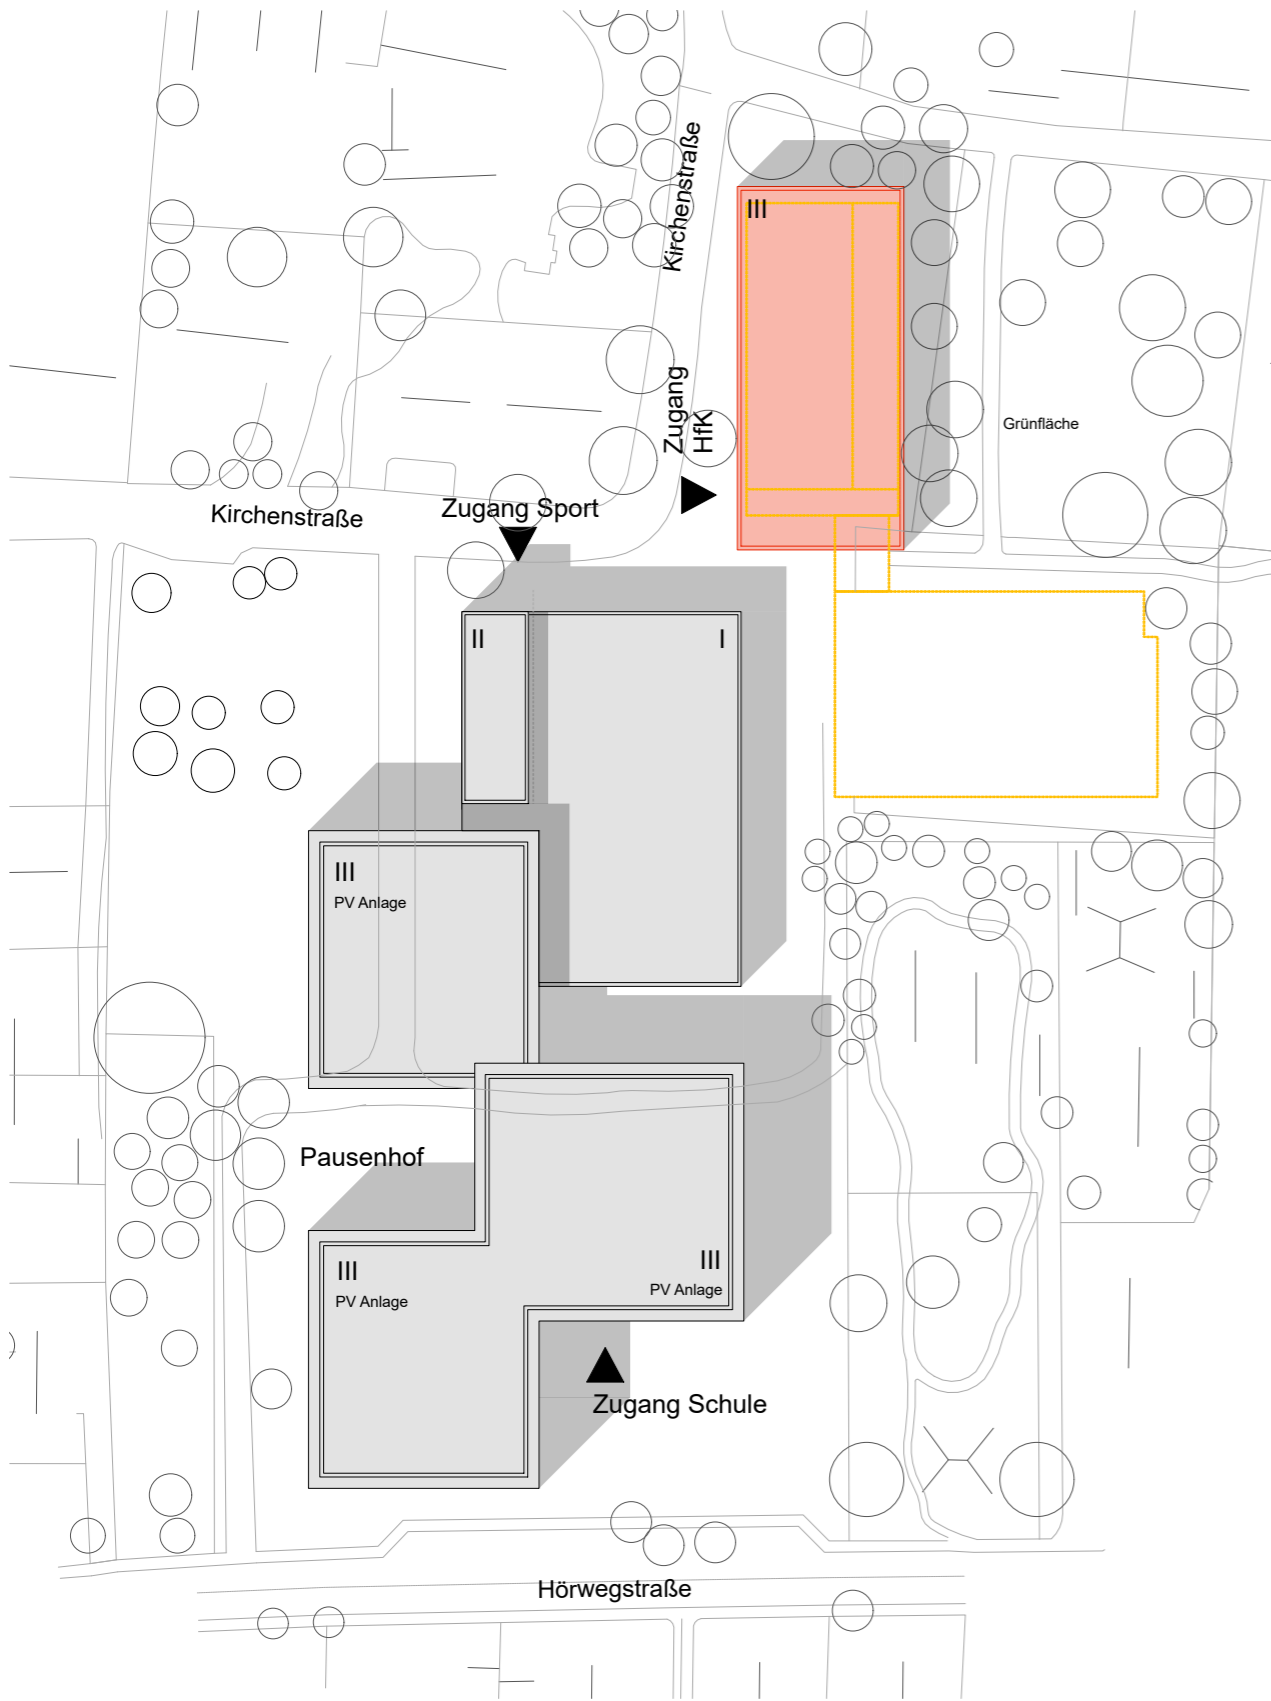 Kirchenstraße
III
Zugang
HfK
Grünfläche
Kirchenstraße
Zugang Sport
II
I
III
PV Anlage
Pausenhof
III
PV Anlage
III
PV Anlage
Zugang Schule
Hörwegstraße